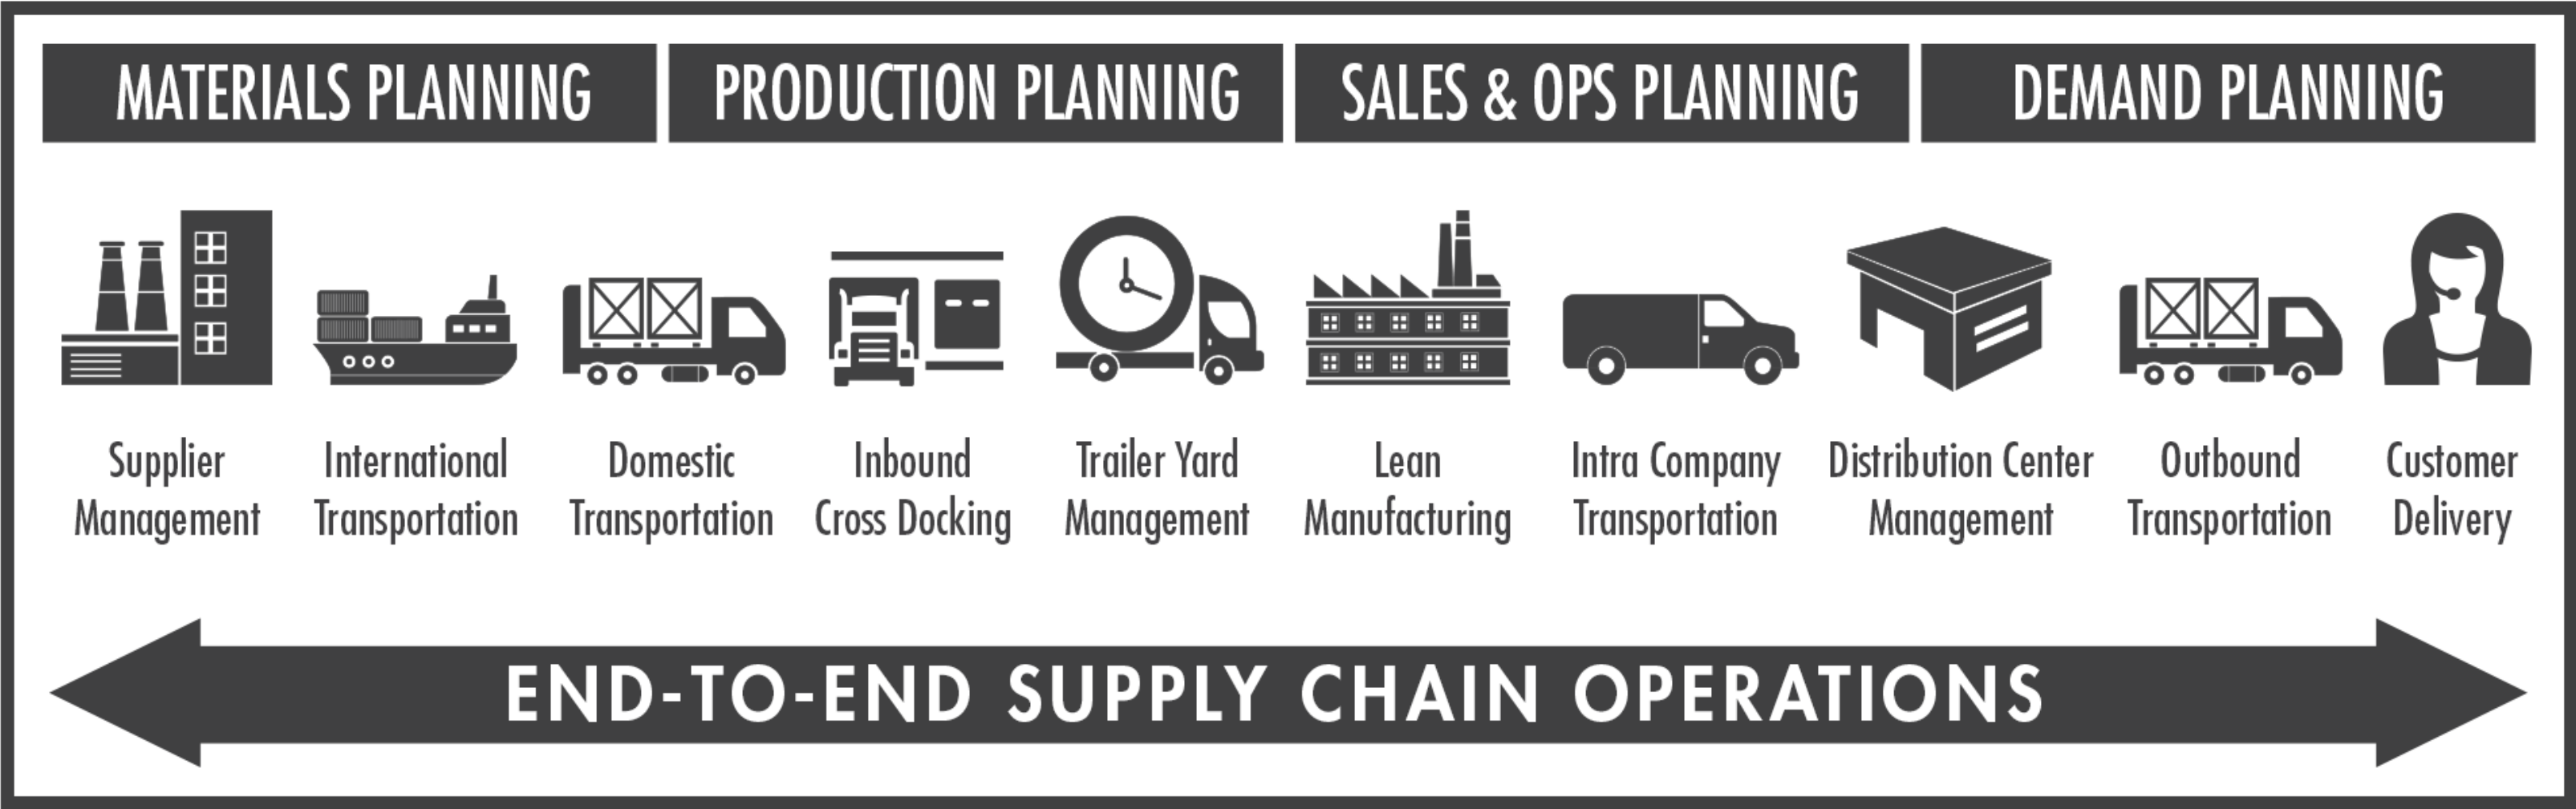 MATERIALS PLANNING
PRODUCTION PLANNING
SALES & OPS PLANNING
DEMAND PLANNING
Supplier
Management
International
Transportation
Domestic
Transportation
Inbound
Cross Docking
Trailer Yard
Management
Lean
Manufacturing
Intra Company
Transportation
Distribution Center
Management
Outbound
Transportation
Customer
Delivery
END-TO-END SUPPLY CHAIN OPERATIONS